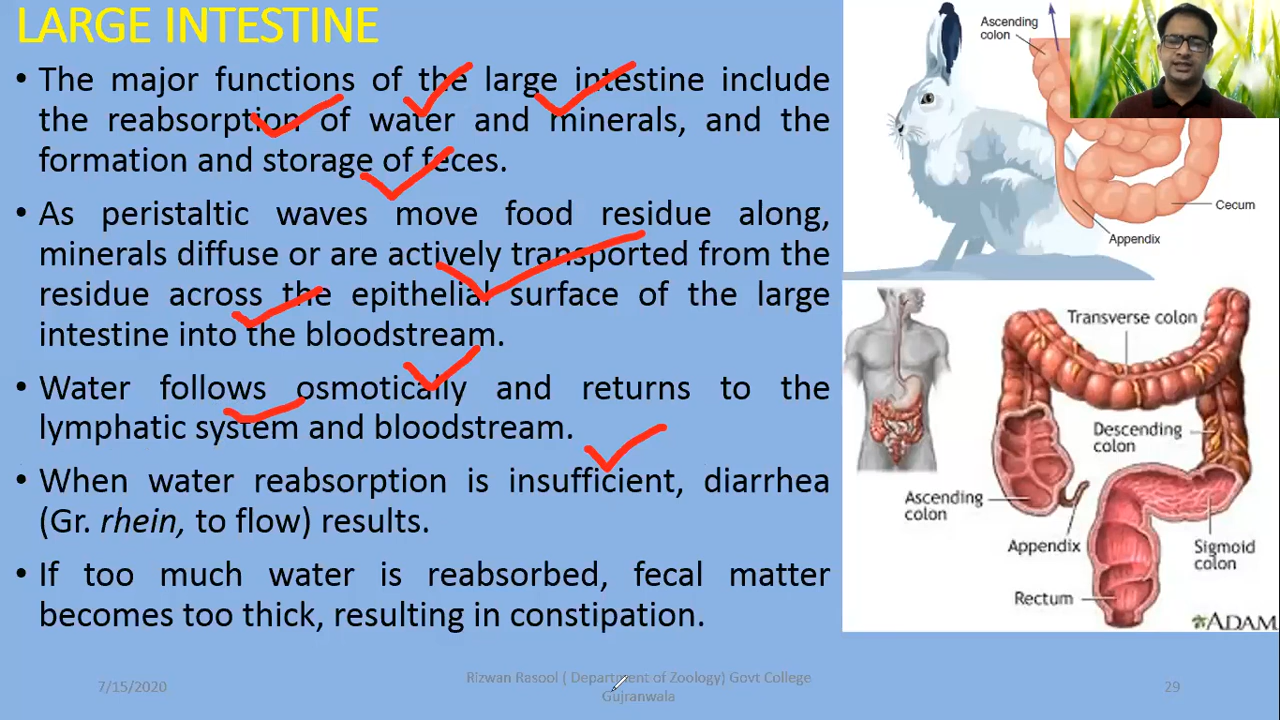 LARGE INTESTINE
• The major functions of the large intestine include
the reabsorption of water and minerals, and the
formation and storage of feces.
• As peristaltic waves move food residue along,
minerals diffuse or are actively transported from the
residue across the epithelial surface of the large
intestine into the bloodstream.
• Water follows osmotically and returns to the
lymphatic system and bloodstream.
• When water reabsorption is insufficient, diarrhea
(Gr. rhein, to flow) results.
• If too much water is reabsorbed, fecal matter
becomes too thick, resulting in constipation.
Ascending
colon
Cecum
Appendix
Transverse colon
Descending
colon
Ascending
colon
Appendix
Sigmoid
colon
Rectum
ADAM
7/15/2020
Rizwan Rasool ( Department of Zoology) Govt College
Gujranwala
29